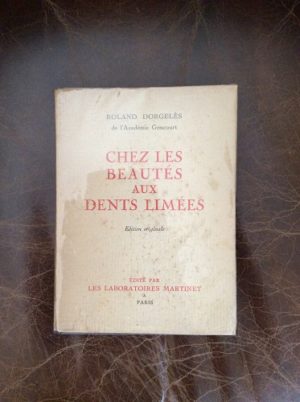 ROLAND DORGELÈS
de l'Académie Goncourt
CHEZ LES
BEAUTÉS
AUX
DENTS LIMÉES
Édition originale
ÉDITÉ PAR
LES LABORATOIRES MARTINET
A
PARIS